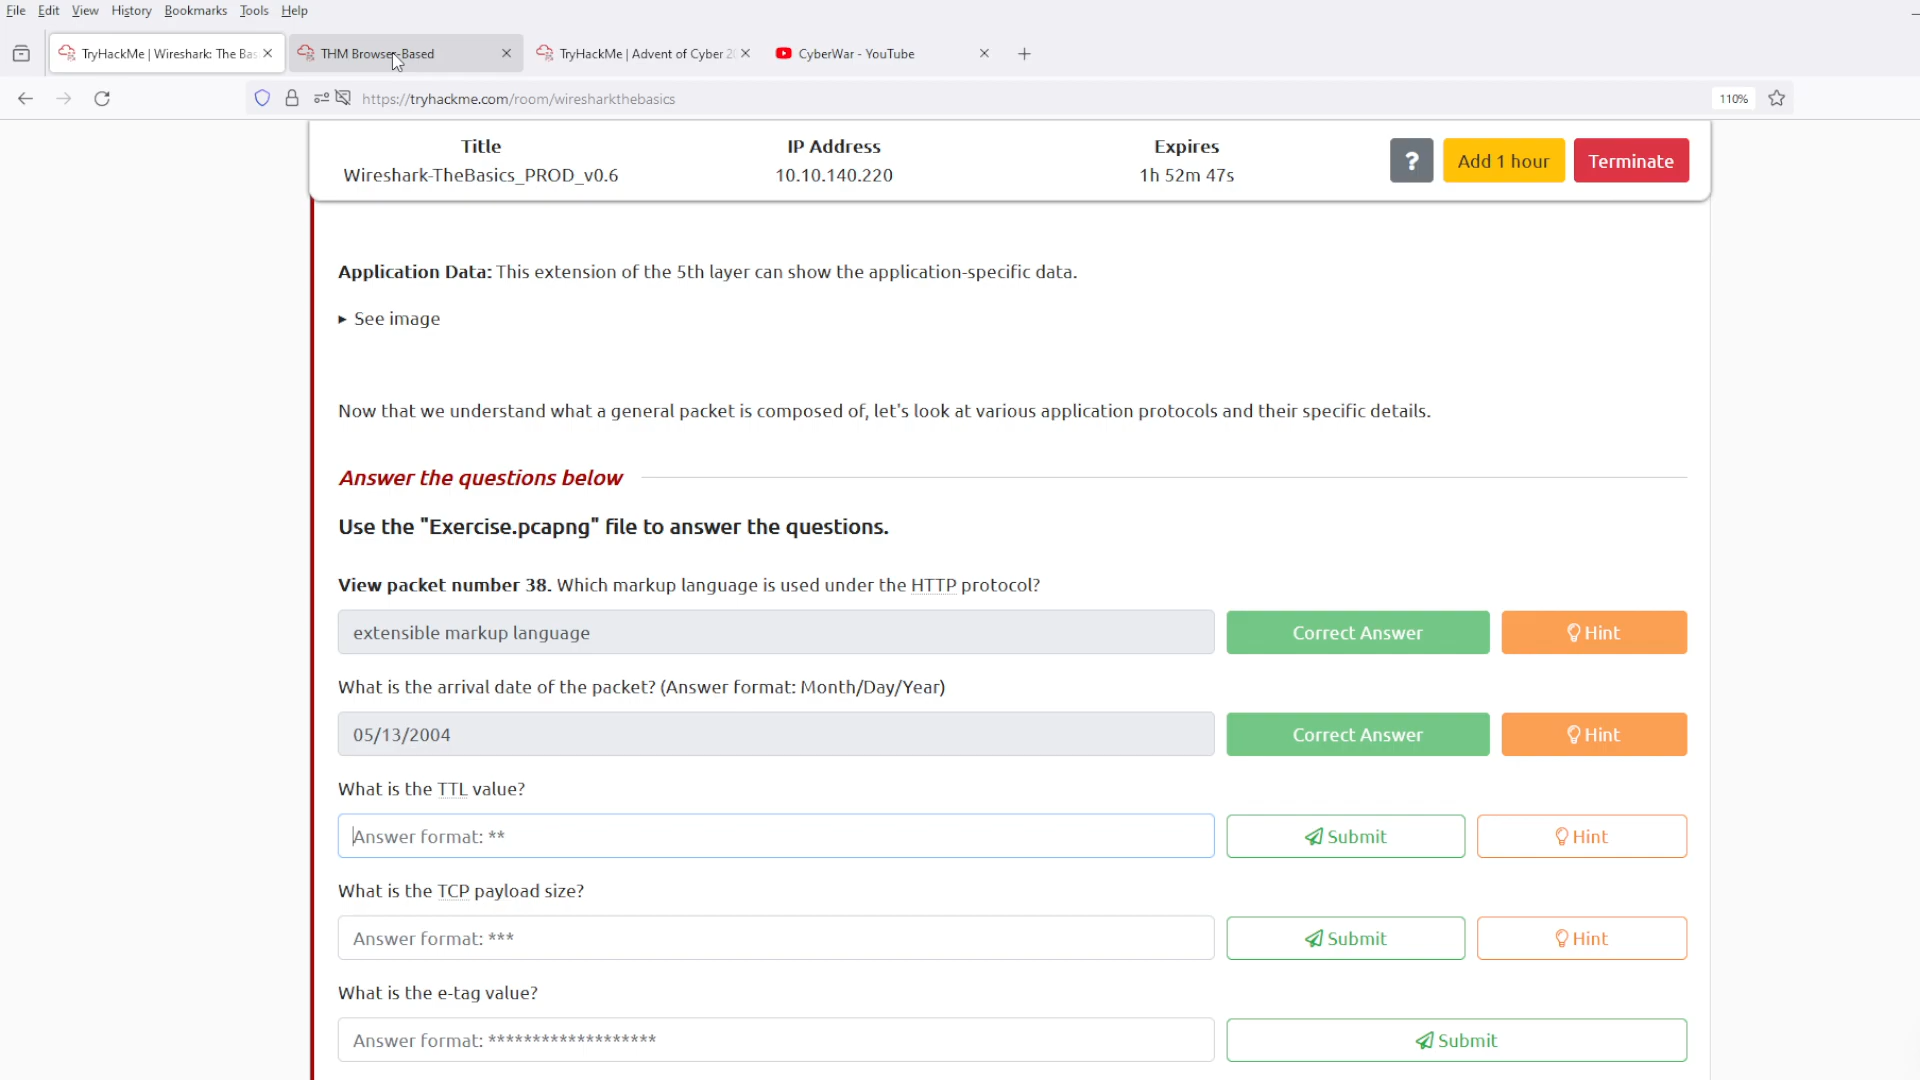 File Edit View History Bookmarks Tools Help
TryHackMe | Wireshark: The Bas
THM Browser-Based
TryHackMe | Advent of Cyber 20
CyberWar - YouTube
https://tryhackme.com/room/wiresharkthebasics
110%
Title IP Address Expires
Wireshark-TheBasics_PROD_v0.6 10.10.140.220 1h 52m 47s
? Add 1 hour Terminate
Application Data: This extension of the 5th layer can show the application-specific data.
▸ See image
Now that we understand what a general packet is composed of, let's look at various application protocols and their specific details.
Answer the questions below
Use the "Exercise.pcapng" file to answer the questions.
View packet number 38. Which markup language is used under the HTTP protocol?
extensible markup language Correct Answer Hint
What is the arrival date of the packet? (Answer format: Month/Day/Year)
05/13/2004 Correct Answer Hint
What is the TTL value?
Answer format: ** Submit Hint
What is the TCP payload size?
Answer format: *** Submit Hint
What is the e-tag value?
Answer format: ******************* Submit